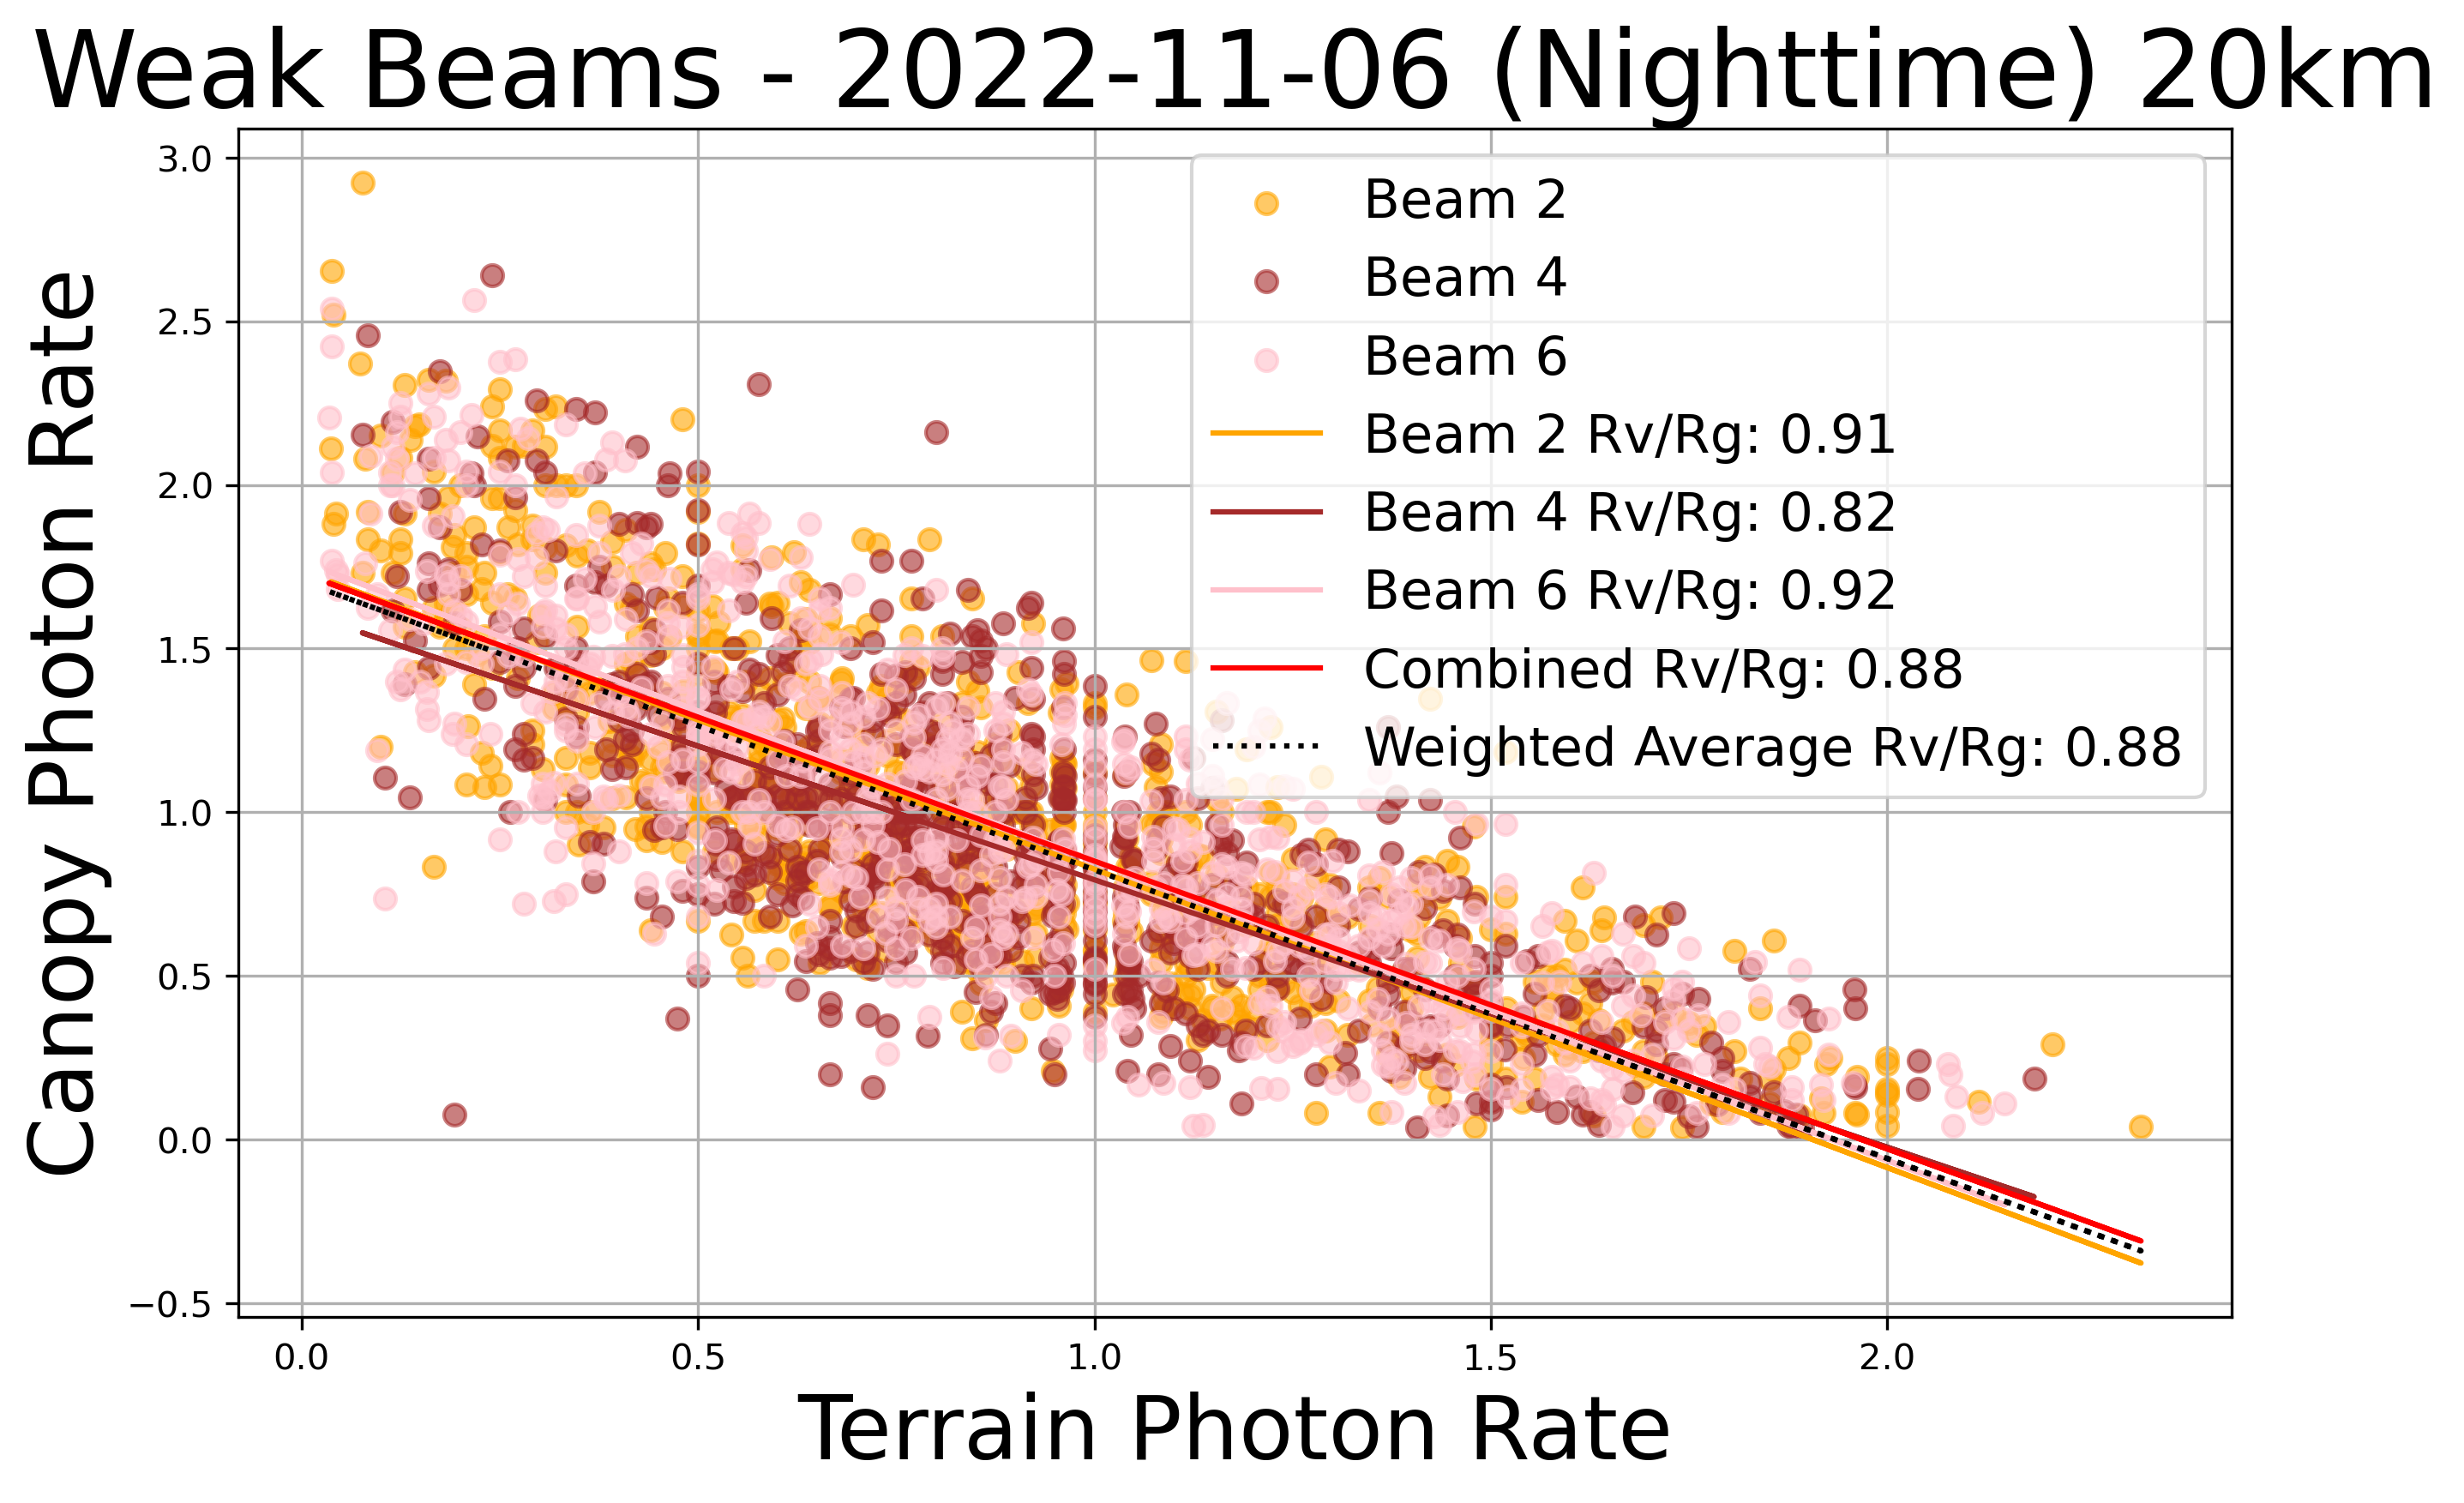 Weak Beams - 2022-11-06 (Nighttime) 20km
Canopy Photon Rate
3.0
2.5
2.0
1.5
1.0
0.5
0.0
−0.5
Beam 2
Beam 4
Beam 6
Beam 2 Rv/Rg: 0.91
Beam 4 Rv/Rg: 0.82
Beam 6 Rv/Rg: 0.92
Combined Rv/Rg: 0.88
Weighted Average Rv/Rg: 0.88
0.0 0.5 1.0 1.5 2.0
Terrain Photon Rate